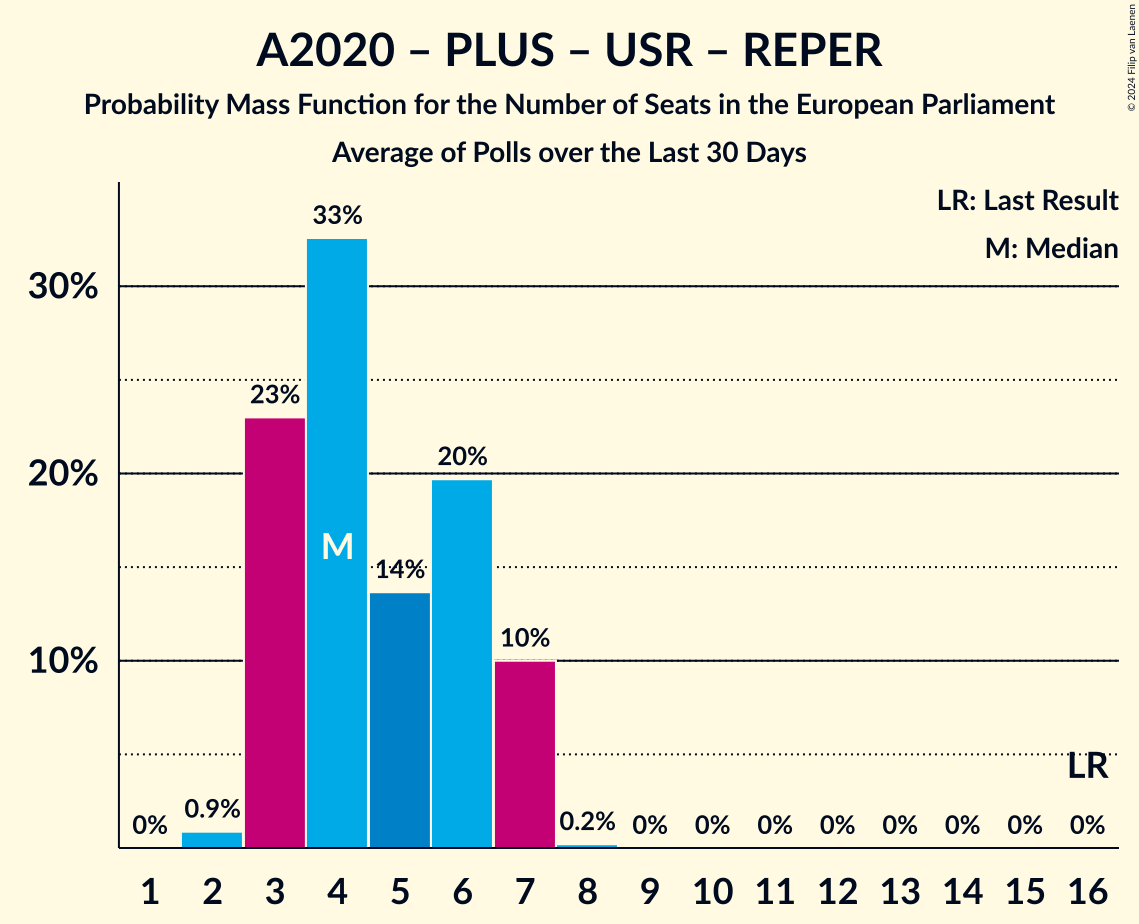 A2020 – PLUS – USR – REPER
Probability Mass Function for the Number of Seats in the European Parliament
Average of Polls over the Last 30 Days
© 2024 Filip van Laenen
LR: Last Result
M: Median
33%
30%
23%
20%
20%
M
14%
10%
10%
LR
0%
0.9%
0.2%
0%
0%
0%
0%
0%
0%
0%
0%
1 2 3 4 5 6 7 8 9 10 11 12 13 14 15 16